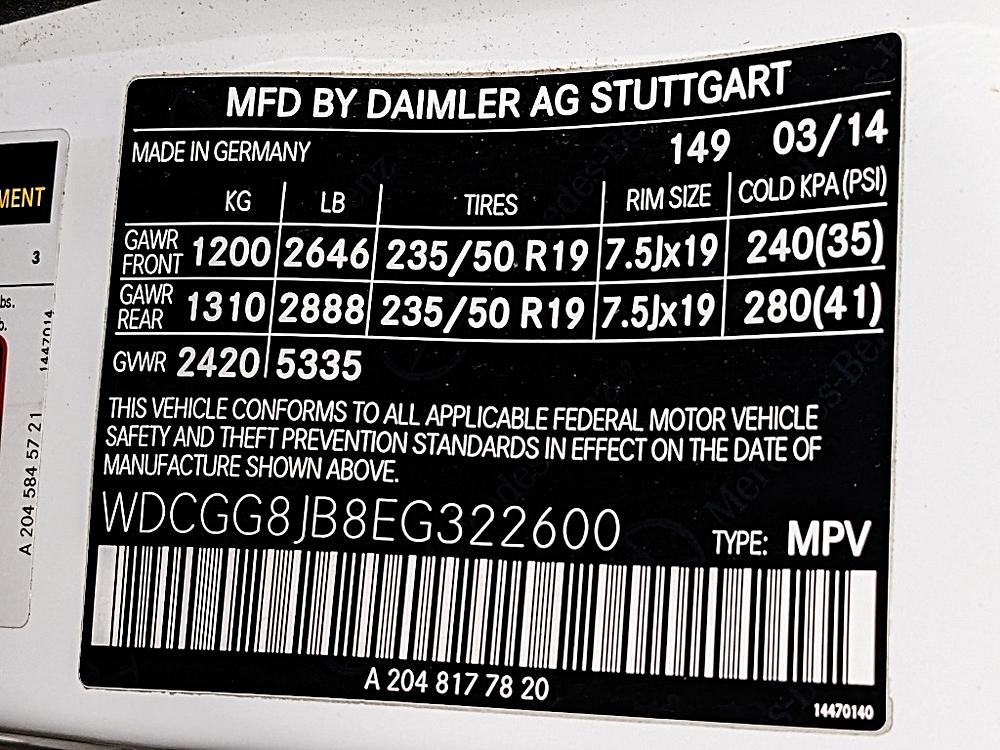 MFD BY DAIMLER AG STUTTGART
MADE IN GERMANY 149 03/14
KG LB TIRES RIM SIZE COLD KPA (PSI)
GAWR FRONT 1200 2646 235/50 R19 7.5Jx19 240(35)
GAWR REAR 1310 2888 235/50 R19 7.5Jx19 280(41)
GVWR 2420 5335
THIS VEHICLE CONFORMS TO ALL APPLICABLE FEDERAL MOTOR VEHICLE
SAFETY AND THEFT PREVENTION STANDARDS IN EFFECT ON THE DATE OF
MANUFACTURE SHOWN ABOVE.
WDCGG8JB8EG322600
TYPE: MPV
A 204 817 78 20
14470140
MENT
3
bs.
1447014
A 204 584 57 21